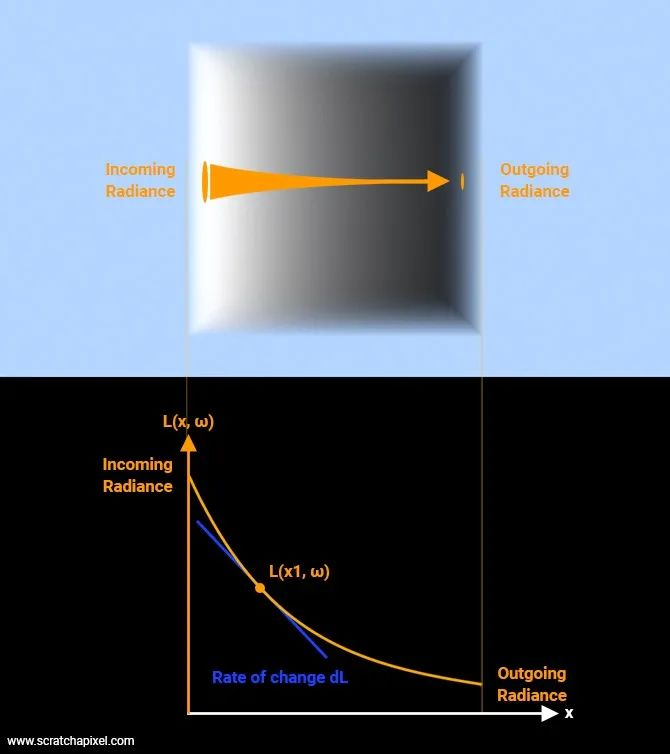 Incoming
Radiance
Outgoing
Radiance
L(x, ω)
Incoming
Radiance
L(x1, ω)
Rate of change dL
Outgoing
Radiance
x
www.scratchapixel.com